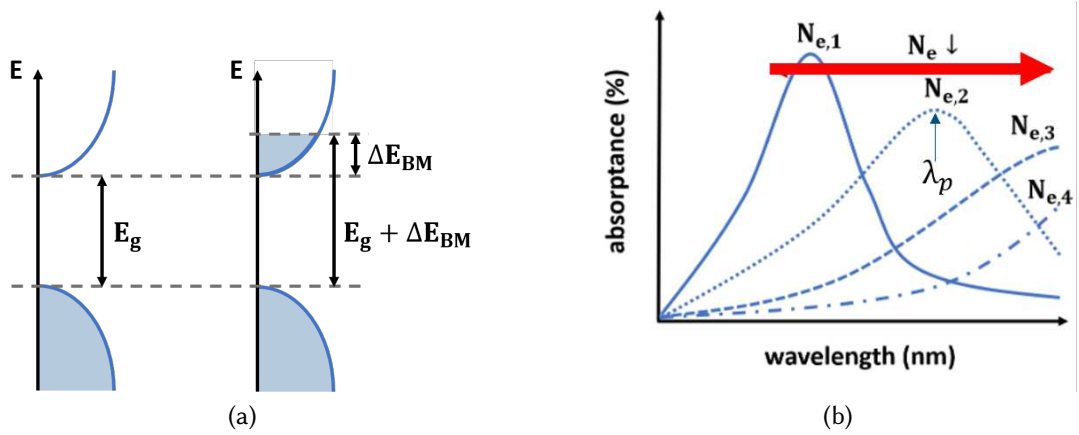 E
E_g
E
ΔE_BM
E_g + ΔE_BM
(a)
absorptance (%)
N_e,1
N_e ↓
N_e,2
N_e,3
N_e,4
λ_p
wavelength (nm)
(b)